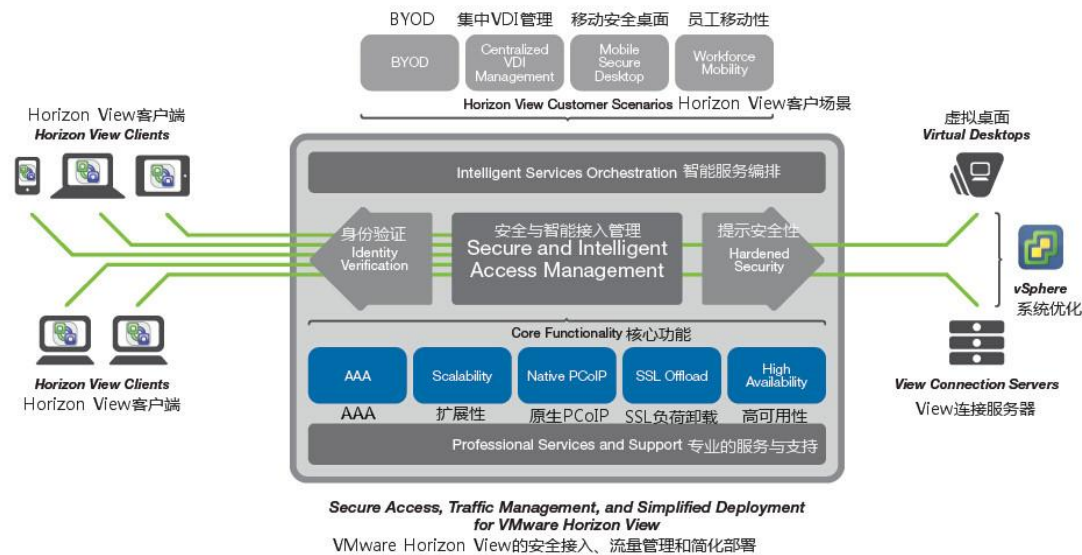 BYOD 集中VDI管理 移动安全桌面 员工移动性
BYOD
Centralized
VDI
Management
Mobile
Secure
Desktop
Workforce
Mobility
Horizon View Customer Scenarios Horizon View客户场景
Horizon View客户端
Horizon View Clients
虚拟桌面
Virtual Desktops
Intelligent Services Orchestration 智能服务编排
身份验证
Identity
Verification
安全与智能接入管理
Secure and Intelligent
Access Management
提示安全性
Hardened
Security
vSphere
系统优化
Core Functionality 核心功能
AAA
Scalability
Native PCoIP
SSL Offload
High
Availability
AAA 扩展性 原生PCoIP SSL负荷卸载 高可用性
Horizon View Clients
Horizon View客户端
View Connection Servers
View连接服务器
Professional Services and Support 专业的服务与支持
Secure Access, Traffic Management, and Simplified Deployment
for VMware Horizon View
VMware Horizon View的安全接入、流量管理和简化部署